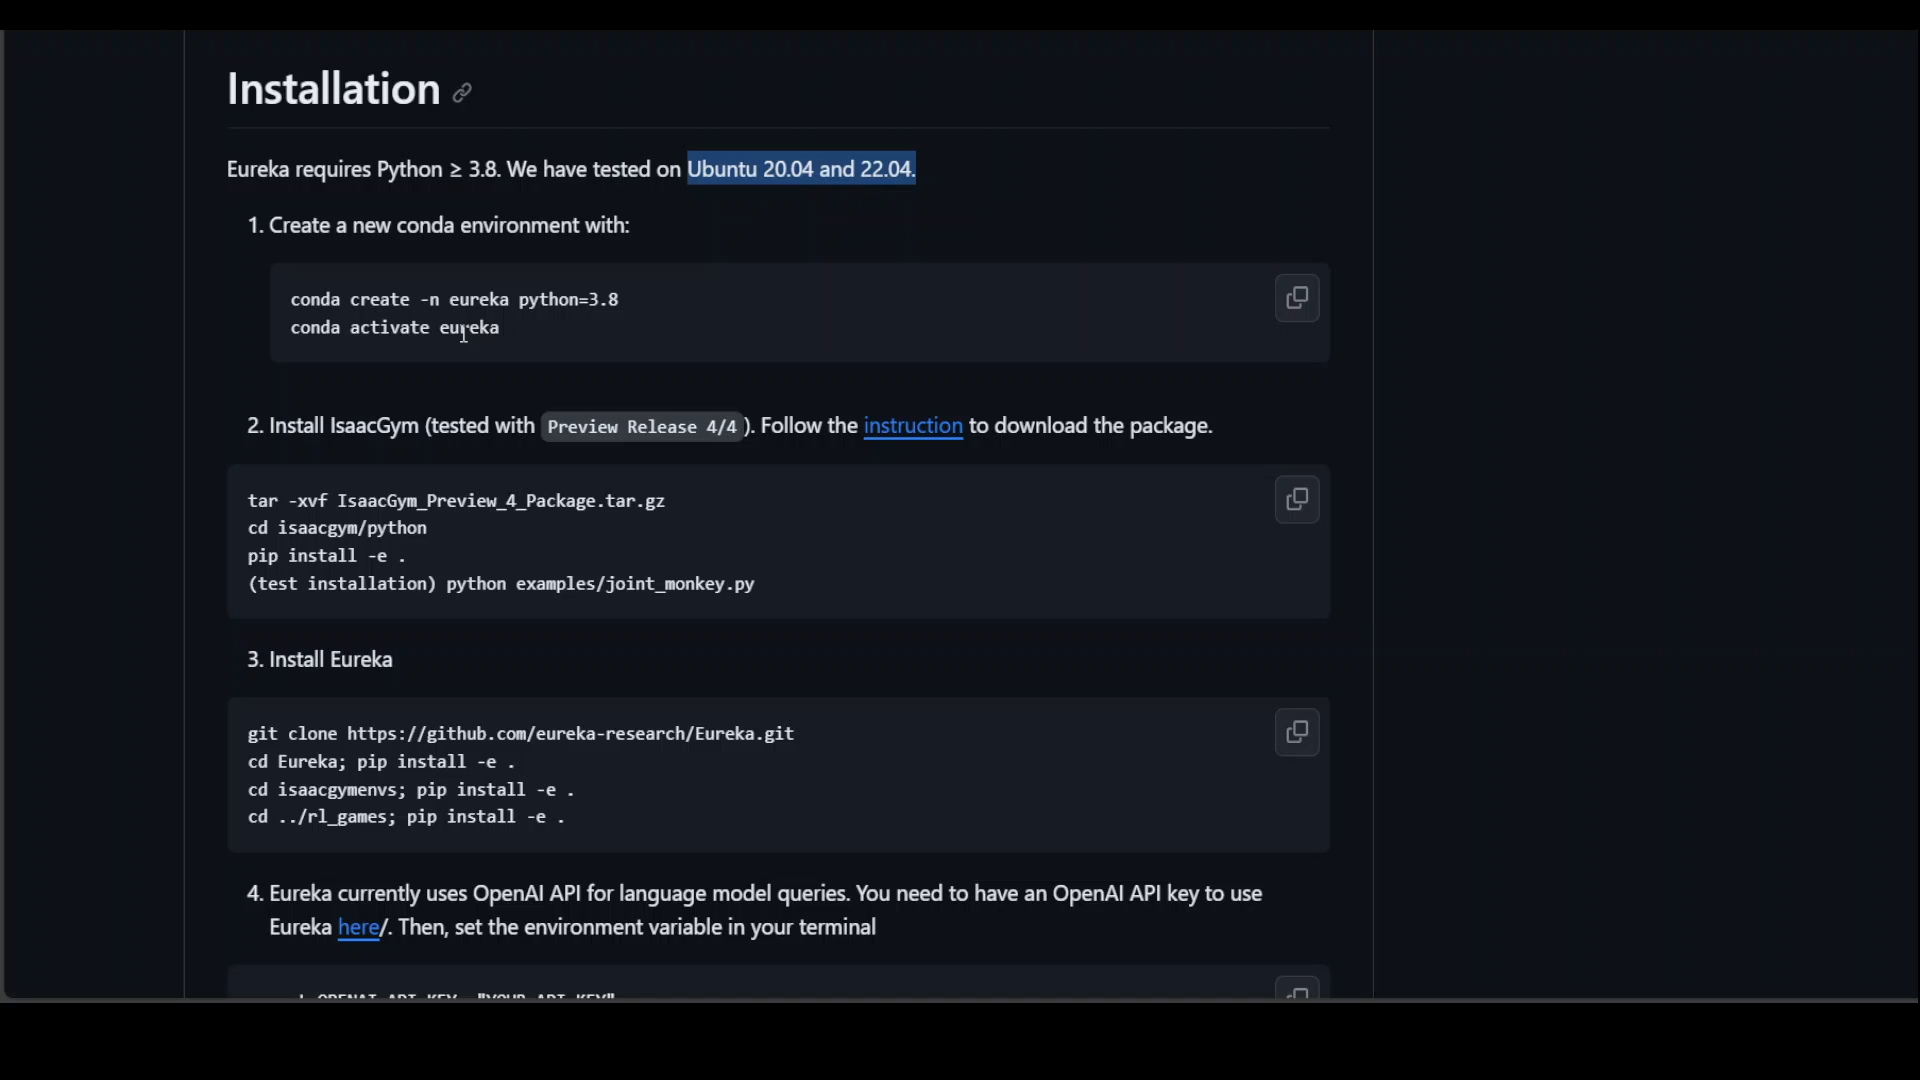 Installation
Eureka requires Python ≥ 3.8. We have tested on Ubuntu 20.04 and 22.04.
1. Create a new conda environment with:
conda create -n eureka python=3.8
conda activate eureka
2. Install IsaacGym (tested with Preview Release 4/4). Follow the instruction to download the package.
tar -xvf IsaacGym_Preview_4_Package.tar.gz
cd isaacgym/python
pip install -e .
(test installation) python examples/joint_monkey.py
3. Install Eureka
git clone https://github.com/eureka-research/Eureka.git
cd Eureka; pip install -e .
cd isaacgymenvs; pip install -e .
cd ../rl_games; pip install -e .
4. Eureka currently uses OpenAI API for language model queries. You need to have an OpenAI API key to use
Eureka here/. Then, set the environment variable in your terminal
OPENAI_API_KEY= "YOUR_API_KEY"